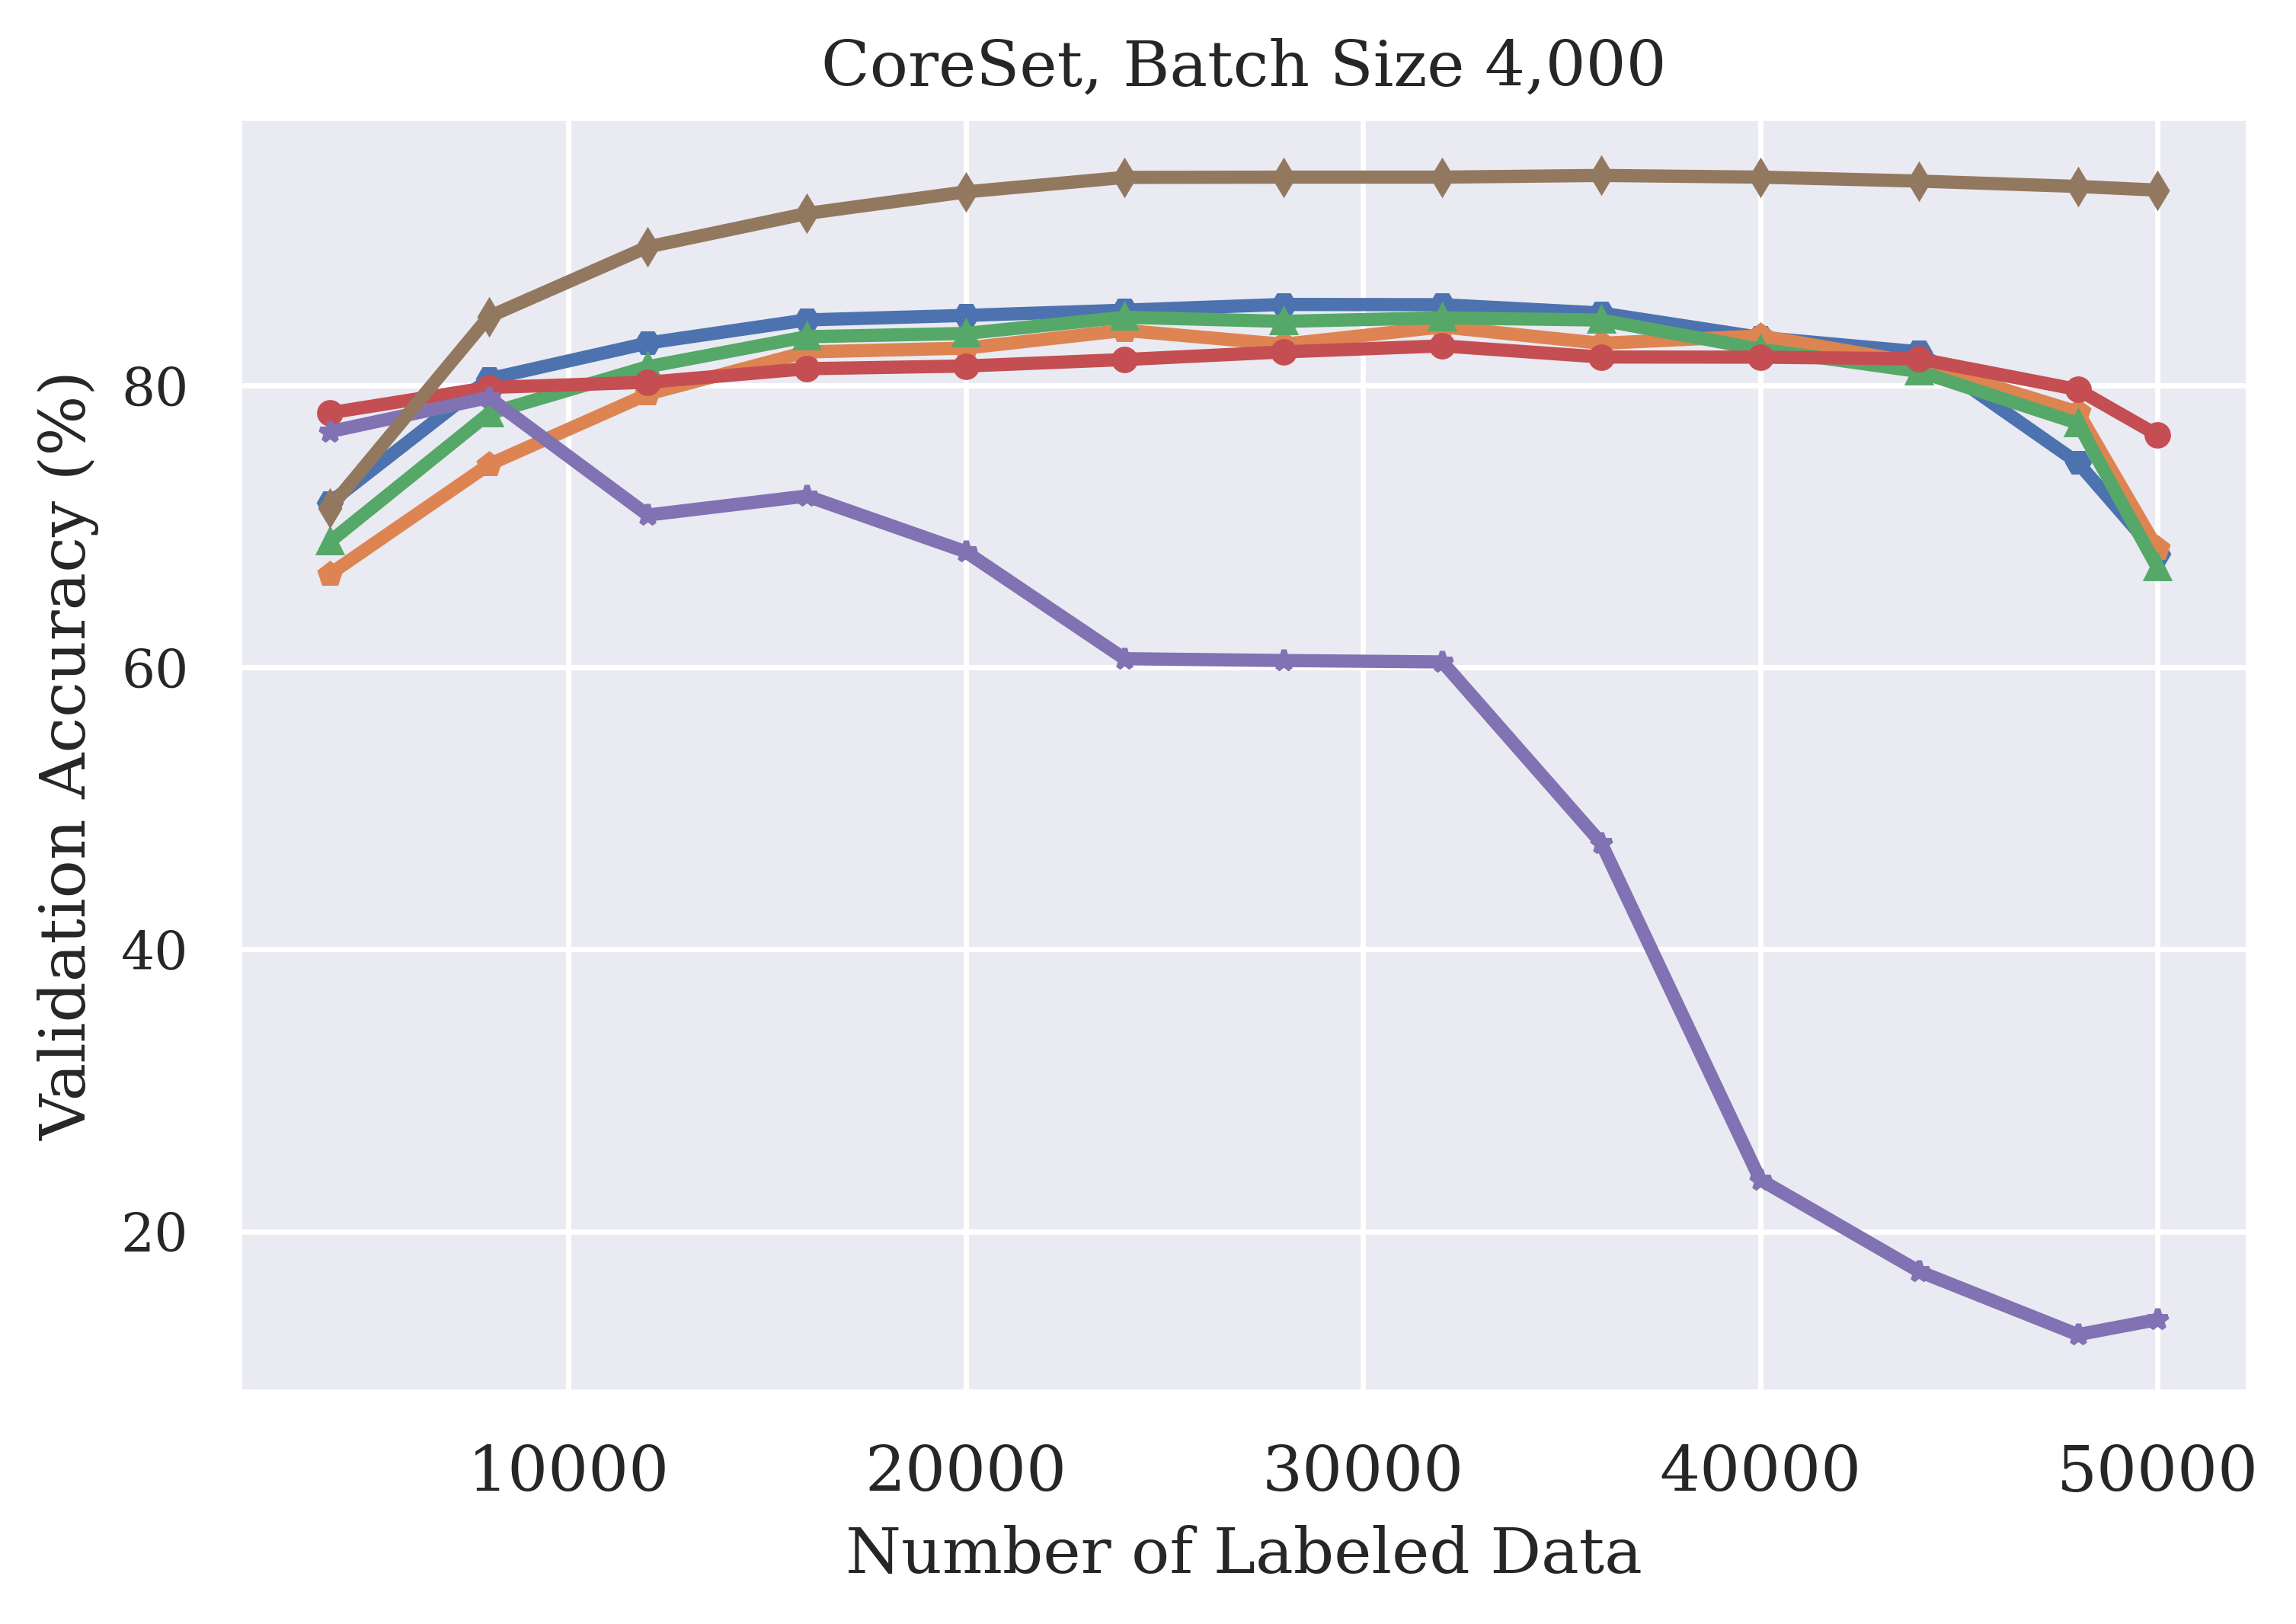 CoreSet, Batch Size 4,000
Validation Accuracy (%)
80
60
40
20
10000 20000 30000 40000 50000
Number of Labeled Data